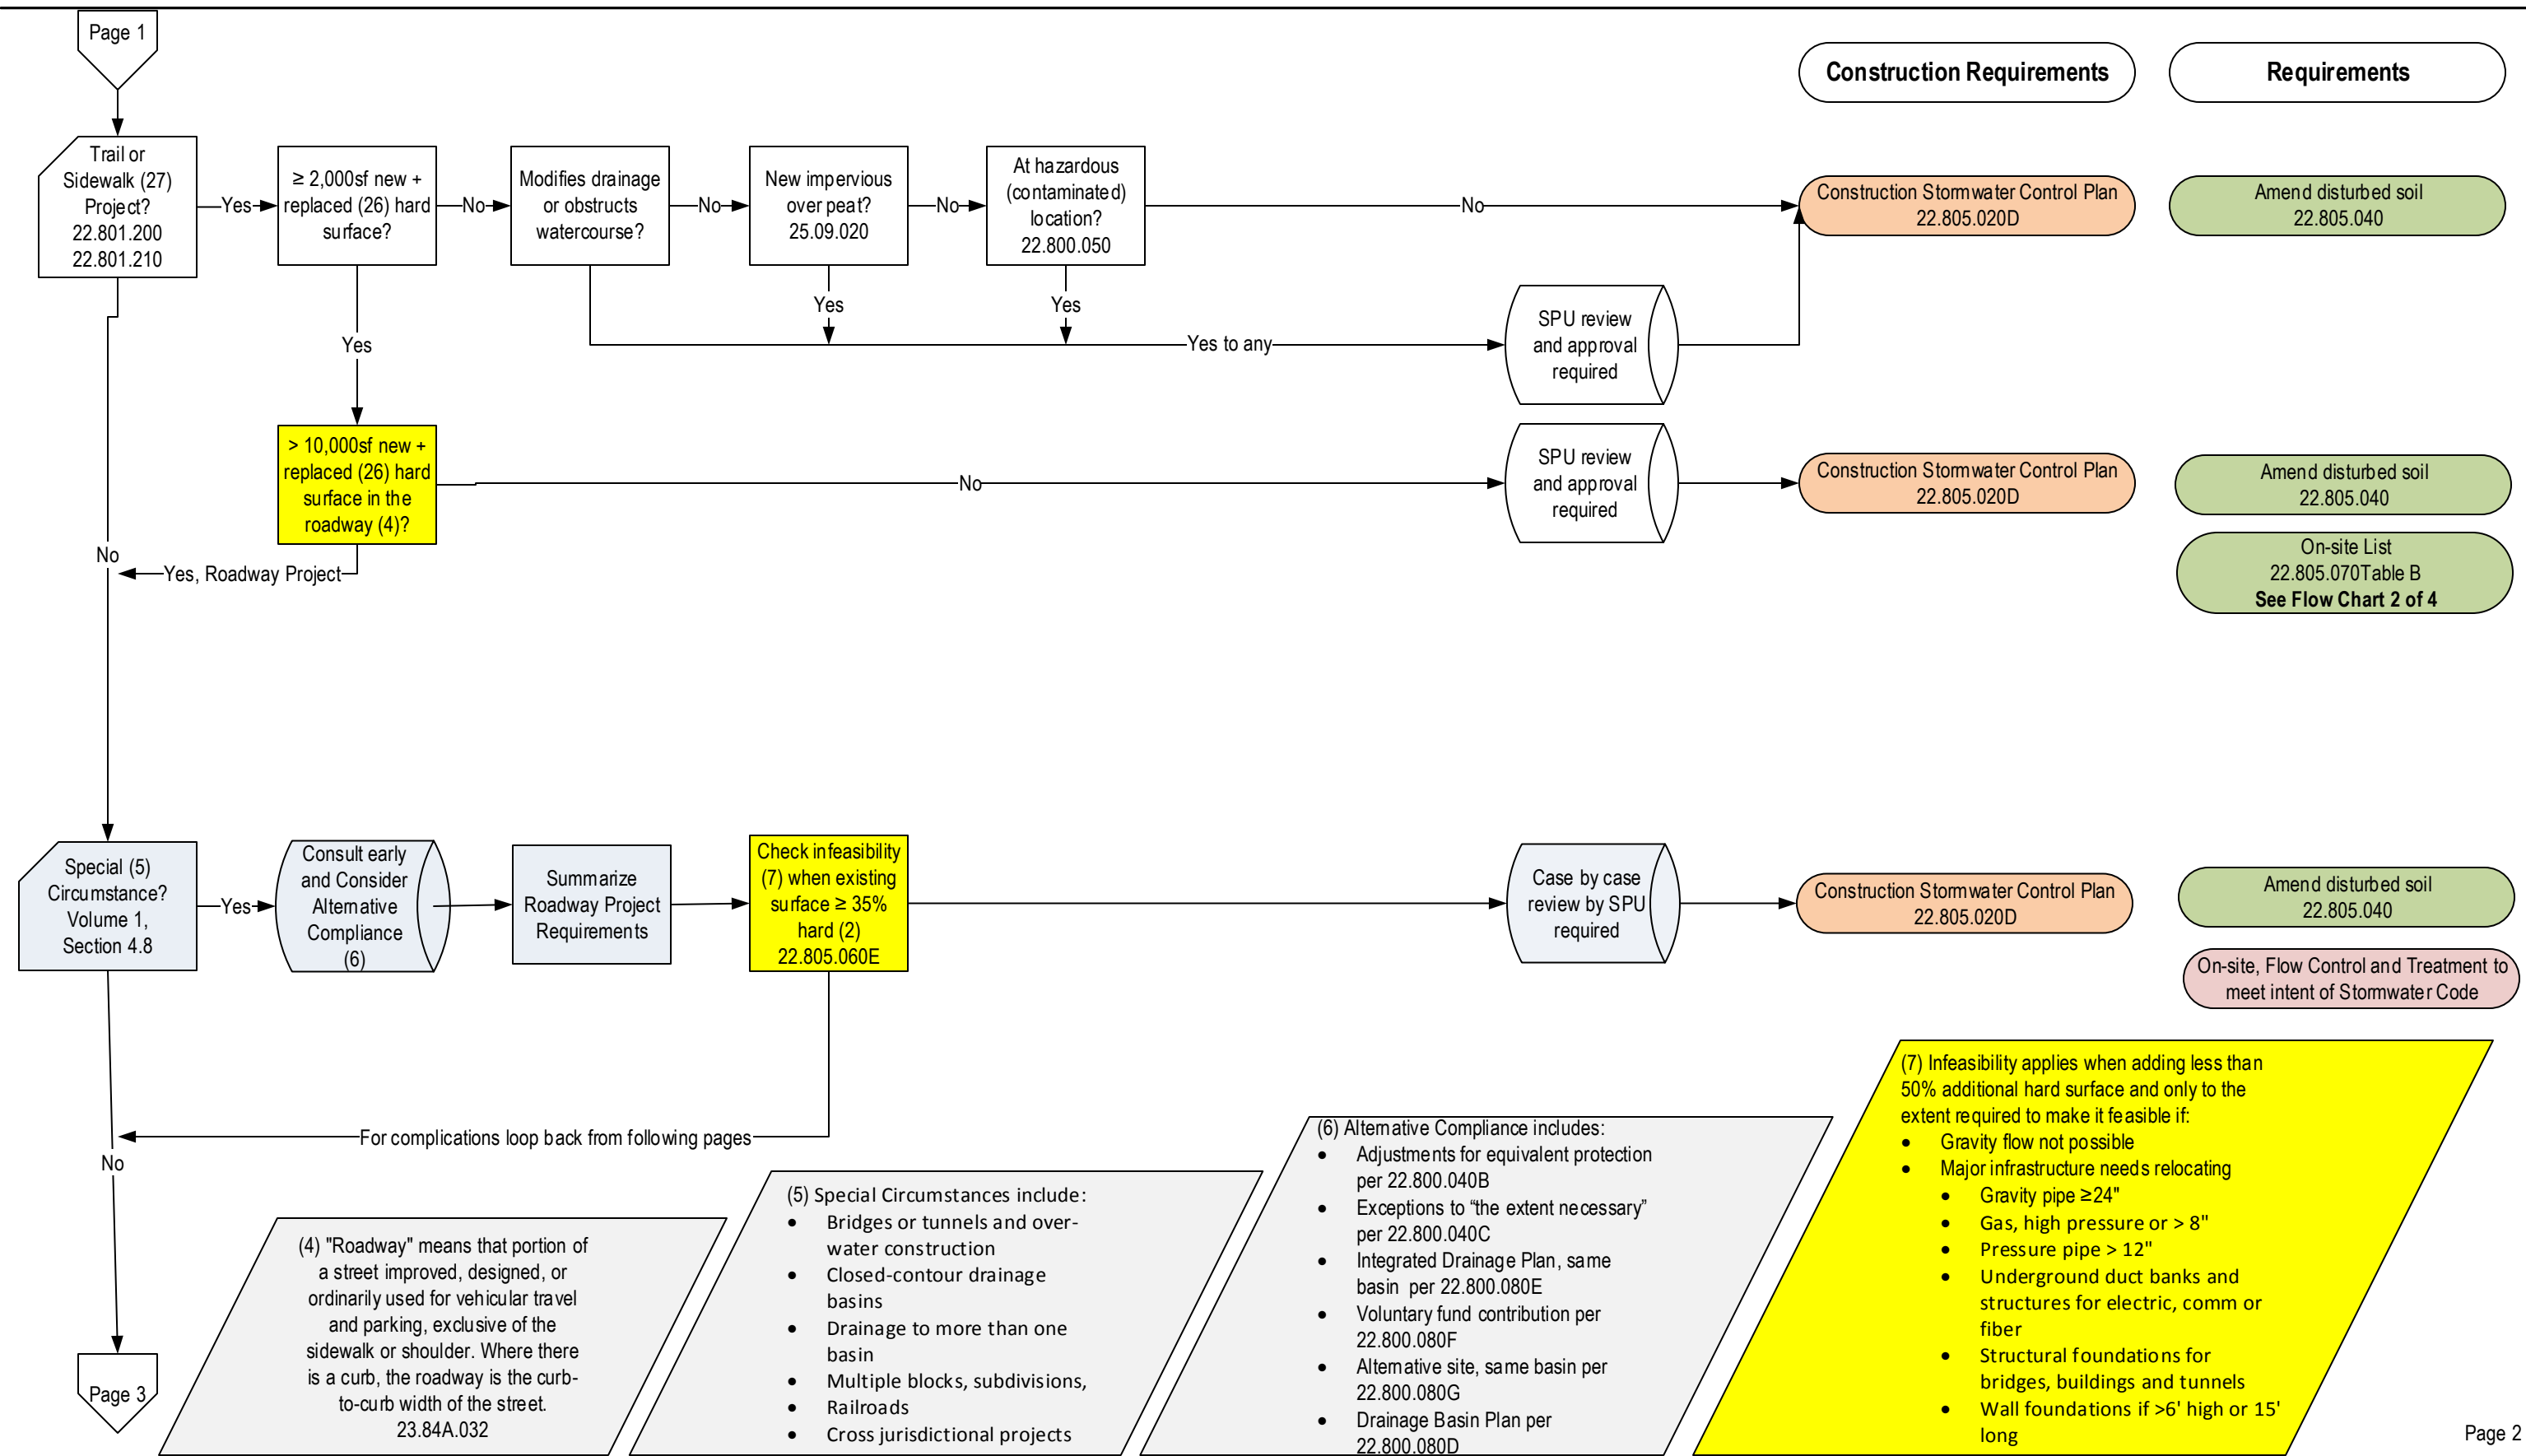 Page 1
Construction Requirements
Requirements
Trail or
Sidewalk (27)
Project?
22.801.200
22.801.210
Yes
≥ 2,000sf new +
replaced (26) hard
surface?
No
Modifies drainage
or obstructs
watercourse?
No
New impervious
over peat?
25.09.020
No
At hazardous
(contaminated)
location?
22.800.050
No
Construction Stormwater Control Plan
22.805.020D
Amend disturbed soil
22.805.040
Yes
Yes
Yes
Yes to any
SPU review
and approval
required
> 10,000sf new +
replaced (26) hard
surface in the
roadway (4)?
No
SPU review
and approval
required
Construction Stormwater Control Plan
22.805.020D
Amend disturbed soil
22.805.040
On-site List
22.805.070Table B
See Flow Chart 2 of 4
No
Yes, Roadway Project
Special (5)
Circumstance?
Volume 1,
Section 4.8
Yes
Consult early
and Consider
Alternative
Compliance
(6)
Summarize
Roadway Project
Requirements
Check infeasibility
(7) when existing
surface ≥ 35%
hard (2)
22.805.060E
Case by case
review by SPU
required
Construction Stormwater Control Plan
22.805.020D
Amend disturbed soil
22.805.040
On-site, Flow Control and Treatment to
meet intent of Stormwater Code
For complications loop back from following pages
No
Page 3
(4) "Roadway" means that portion of
a street improved, designed, or
ordinarily used for vehicular travel
and parking, exclusive of the
sidewalk or shoulder. Where there
is a curb, the roadway is the curb-
to-curb width of the street.
23.84A.032
(5) Special Circumstances include:
• Bridges or tunnels and over-
water construction
• Closed-contour drainage
basins
• Drainage to more than one
basin
• Multiple blocks, subdivisions,
• Railroads
• Cross jurisdictional projects
(6) Alternative Compliance includes:
• Adjustments for equivalent protection
per 22.800.040B
• Exceptions to “the extent necessary”
per 22.800.040C
• Integrated Drainage Plan, same
basin per 22.800.080E
• Voluntary fund contribution per
22.800.080F
• Alternative site, same basin per
22.800.080G
• Drainage Basin Plan per
22.800.080D
(7) Infeasibility applies when adding less than
50% additional hard surface and only to the
extent required to make it feasible if:
• Gravity flow not possible
• Major infrastructure needs relocating
• Gravity pipe ≥24"
• Gas, high pressure or > 8"
• Pressure pipe > 12"
• Underground duct banks and
structures for electric, comm or
fiber
• Structural foundations for
bridges, buildings and tunnels
• Wall foundations if >6' high or 15'
long
Page 2